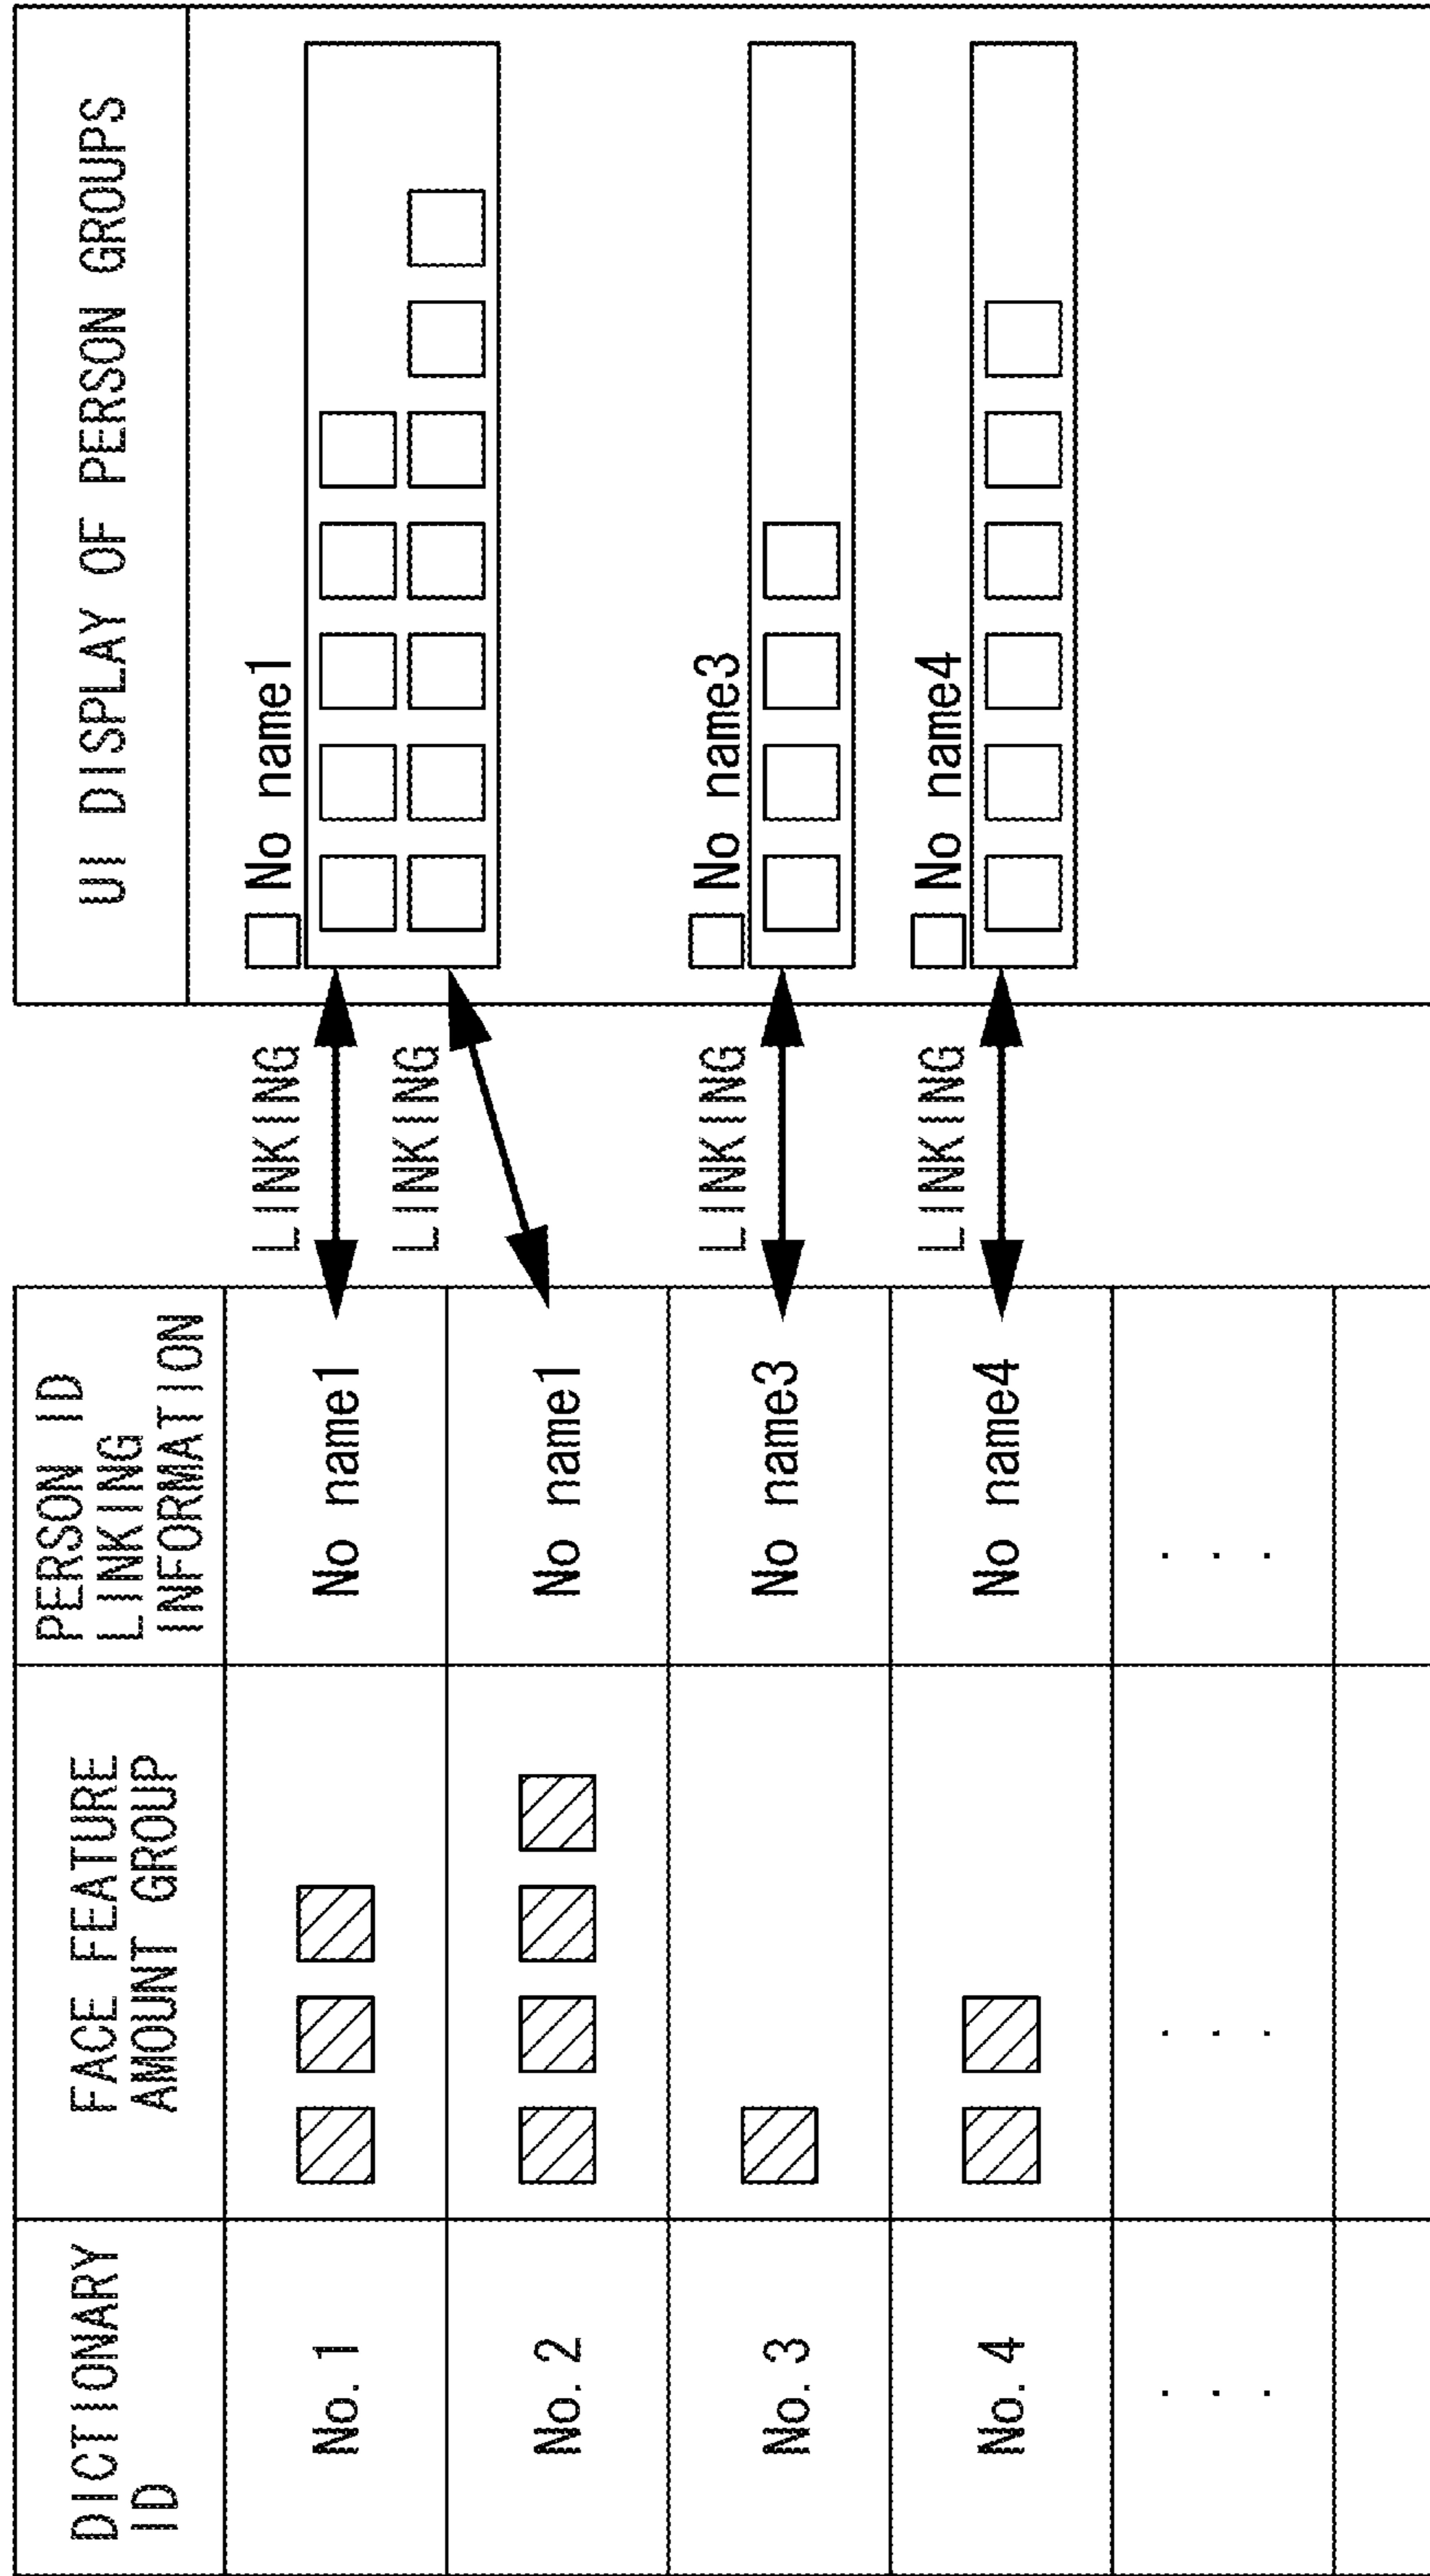 DICTIONARY
ID
FACE FEATURE
AMOUNT GROUP
PERSON ID
LINKING
INFORMATION
UI DISPLAY OF PERSON GROUPS
No. 1
No name1
LINKING
No name1
No. 2
No name1
LINKING
No. 3
No name3
LINKING
No name3
No. 4
No name4
LINKING
No name4
. . .
. . .
. . .